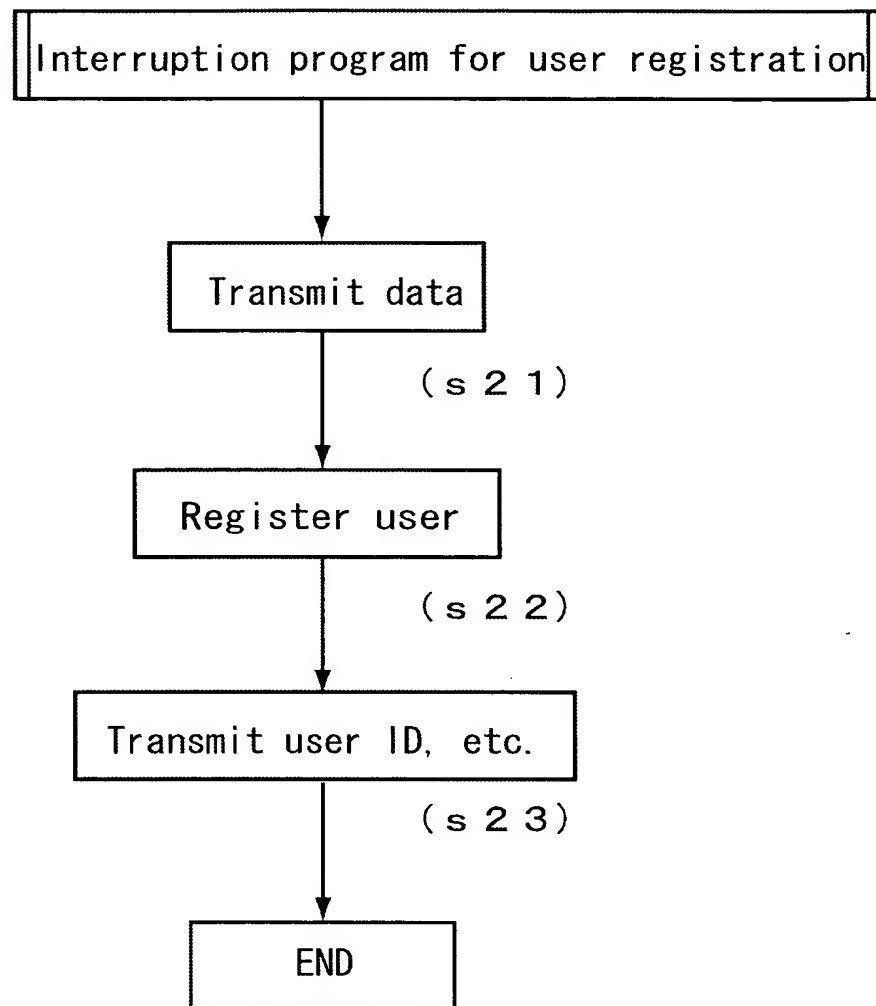 Interruption program for user registration
Transmit data
(s21)
Register user
(s22)
Transmit user ID, etc.
(s23)
END